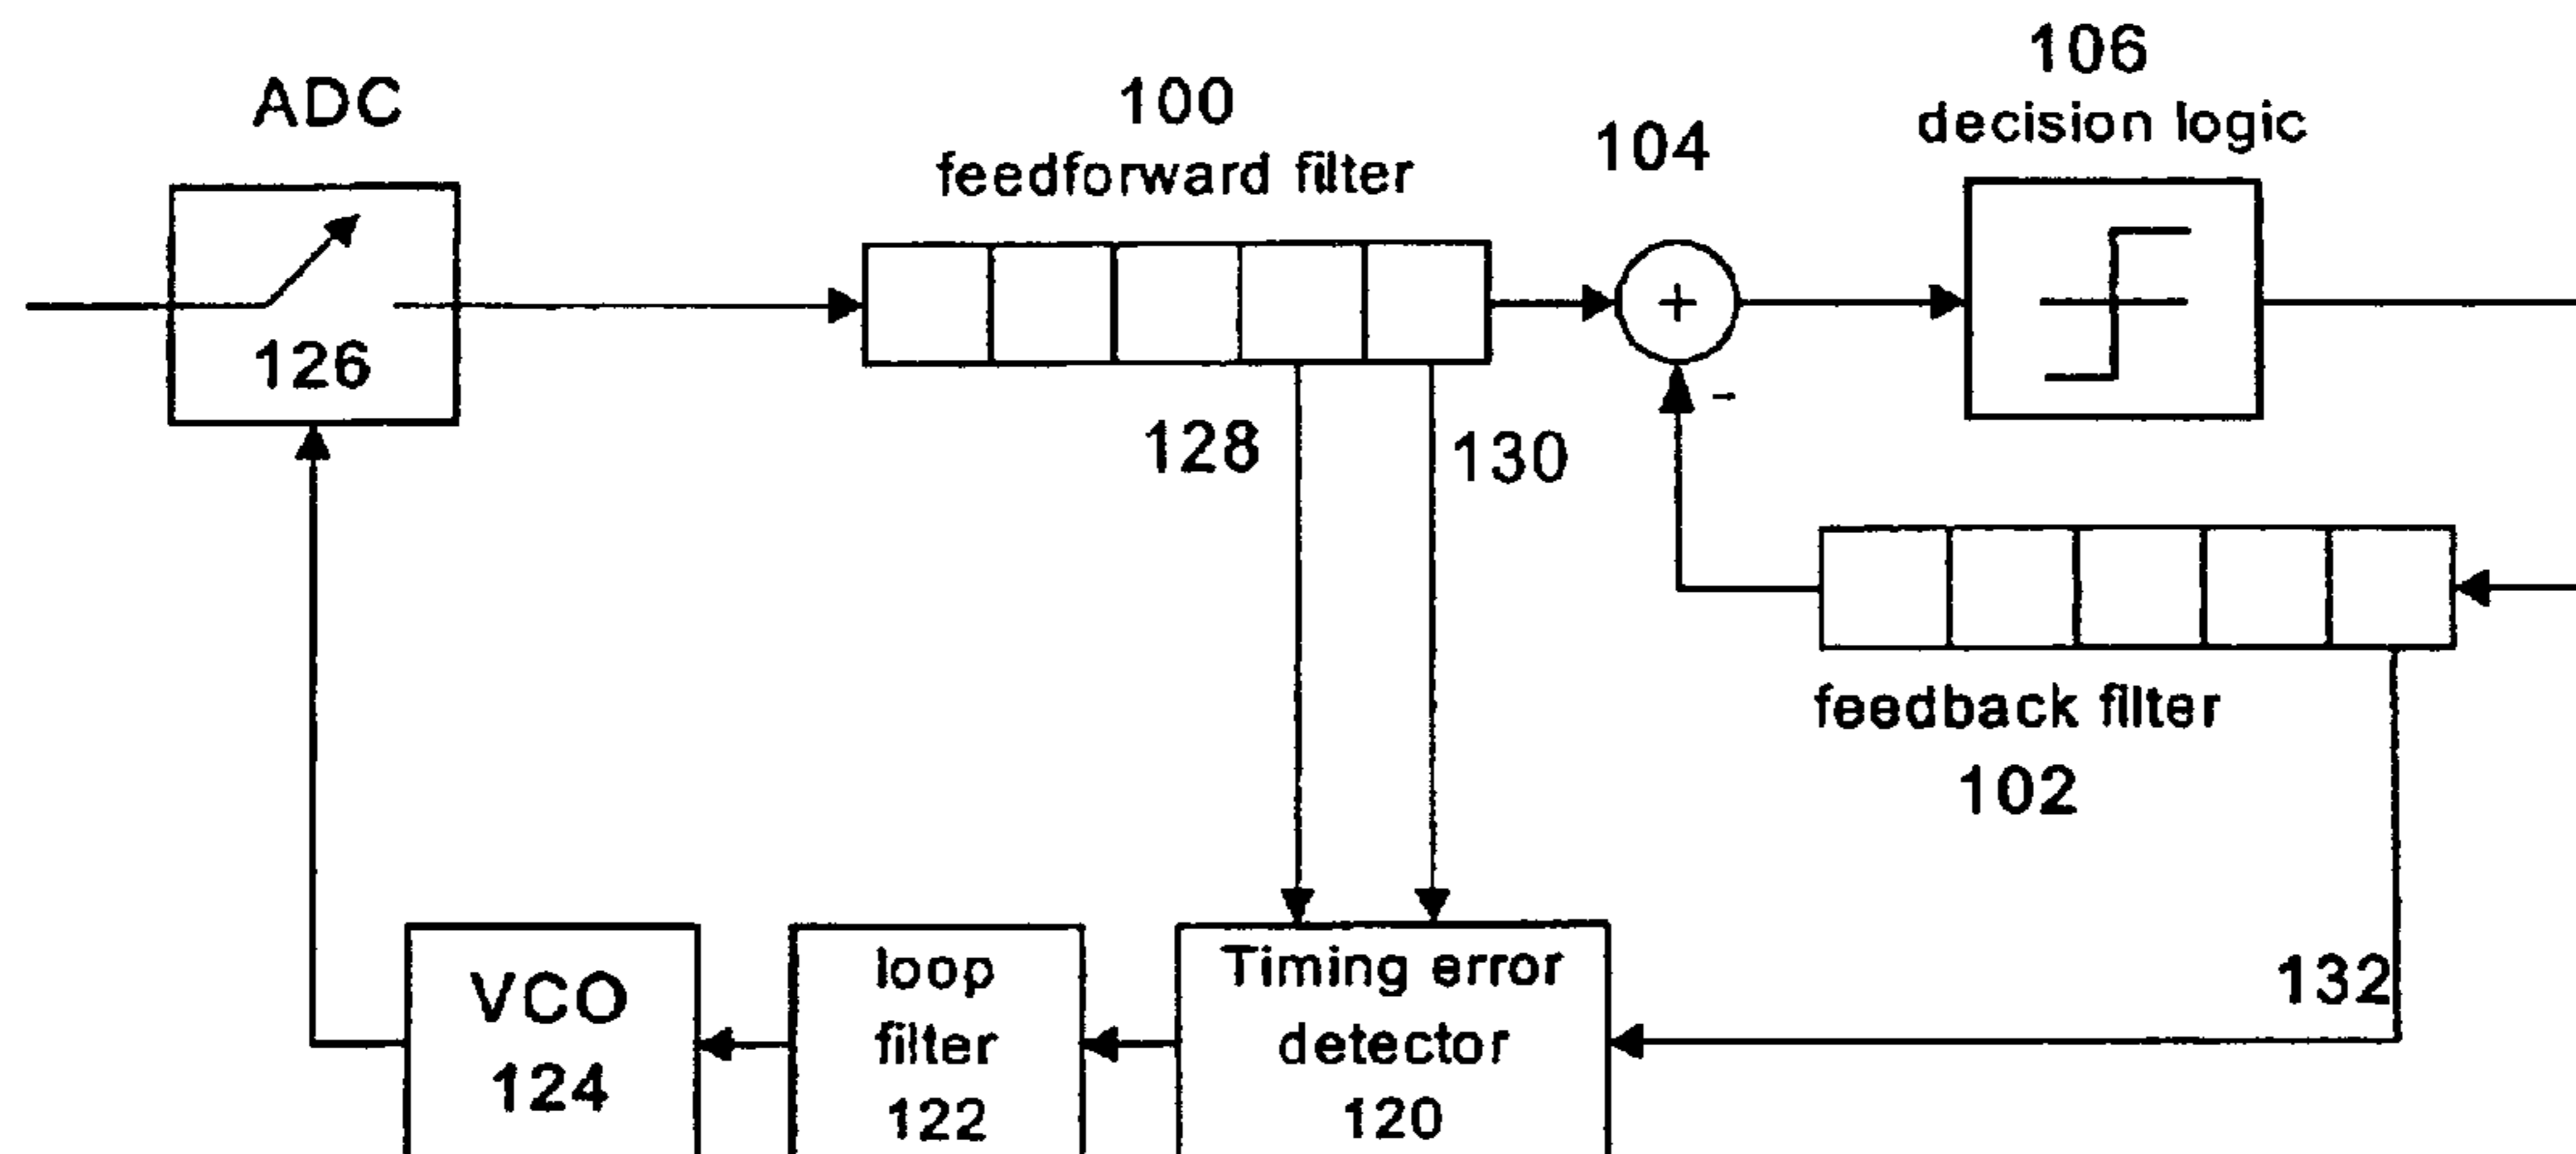 106
ADC
100
decision logic
104
feedforward filter
+
126
-
128
130
feedback filter
102
loop
filter
122
Timing error
detector
120
132
VCO
124